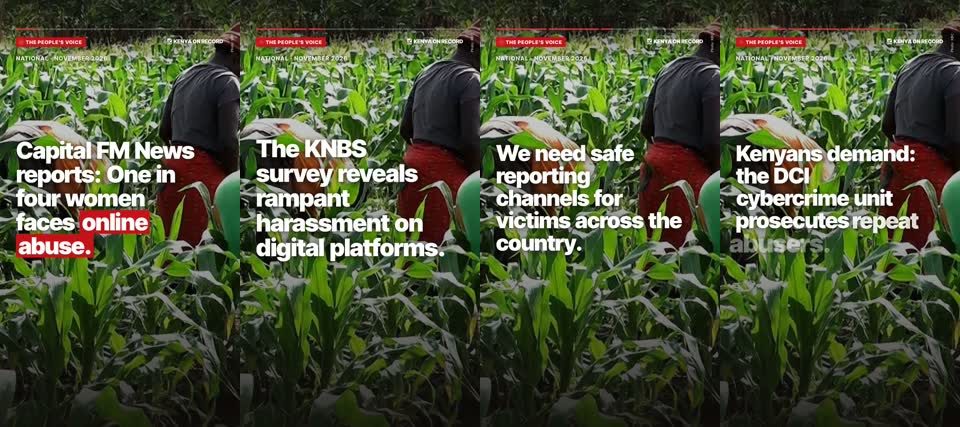 THE PEOPLE'S VOICE
KENYA ON RECORD
NATIONAL · NOVEMBER 2026
Capital FM News
reports: One in
four women
faces online
abuse.
THE PEOPLE'S VOICE
KENYA ON RECORD
NATIONAL · NOVEMBER 2026
The KNBS
survey reveals
rampant
harassment on
digital platforms.
THE PEOPLE'S VOICE
KENYA ON RECORD
NATIONAL · NOVEMBER 2026
We need safe
reporting
channels for
victims across the
country.
THE PEOPLE'S VOICE
KENYA ON RECORD
NATIONAL · NOVEMBER 2026
Kenyans demand:
the DCI
cybercrime unit
prosecutes repeat
abusers.